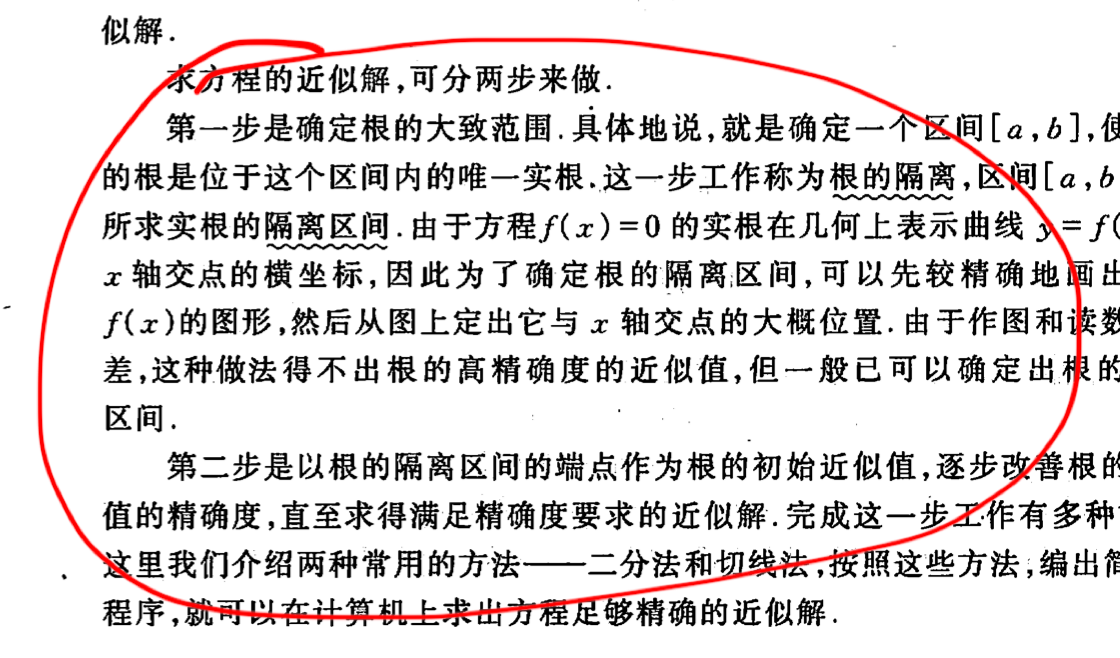 似解.
求方程的近似解,可分两步来做.
第一步是确定根的大致范围.具体地说,就是确定一个区间[a,b],使
的根是位于这个区间内的唯一实根.这一步工作称为根的隔离,区间[a,b
所求实根的隔离区间.由于方程f(x)=0 的实根在几何上表示曲线 y=f(
x 轴交点的横坐标,因此为了确定根的隔离区间,可以先较精确地画出
f(x)的图形,然后从图上定出它与 x 轴交点的大概位置.由于作图和读数
差,这种做法得不出根的高精确度的近似值,但一般已可以确定出根的
区间.
第二步是以根的隔离区间的端点作为根的初始近似值,逐步改善根的
值的精确度,直至求得满足精确度要求的近似解.完成这一步工作有多种
这里我们介绍两种常用的方法——二分法和切线法,按照这些方法,编出简
程序,就可以在计算机上求出方程足够精确的近似解.